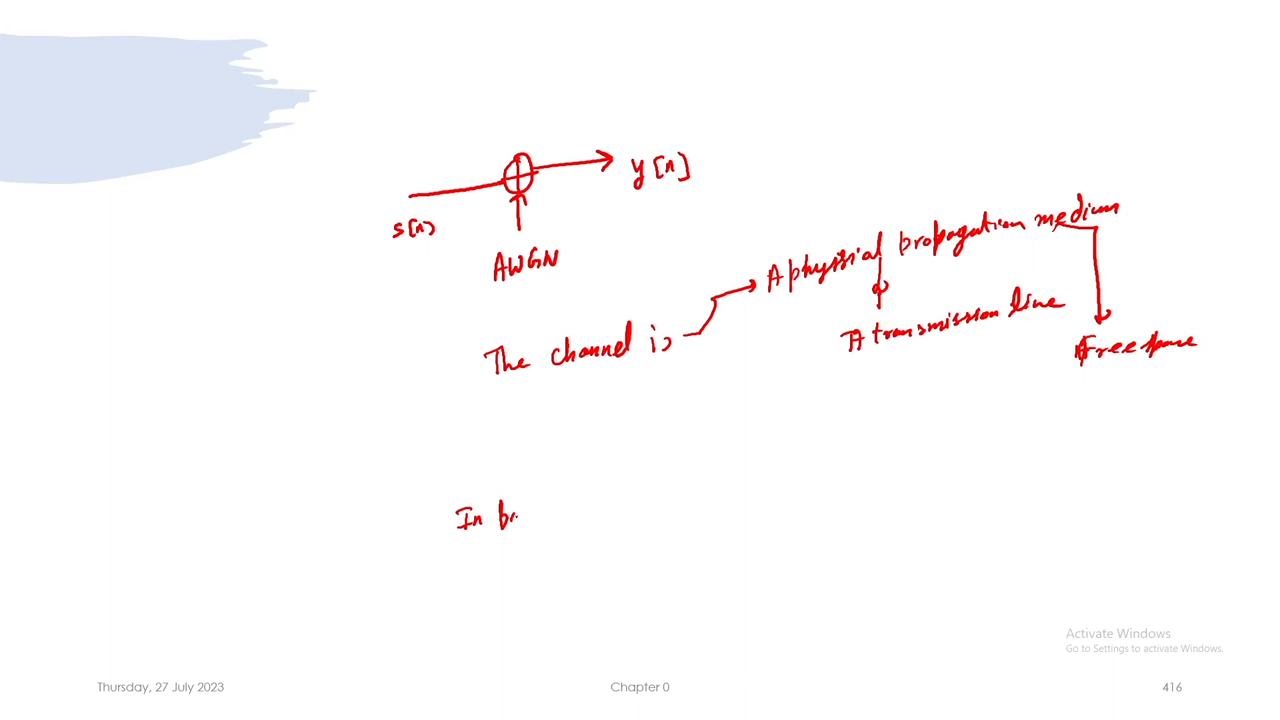 y[n]
s[n]
AWGN
A physical propagation medium
The channel is
A transmission line
Free space
In
Activate Windows
Go to Settings to activate Windows.
Thursday, 27 July 2023
Chapter 0
416